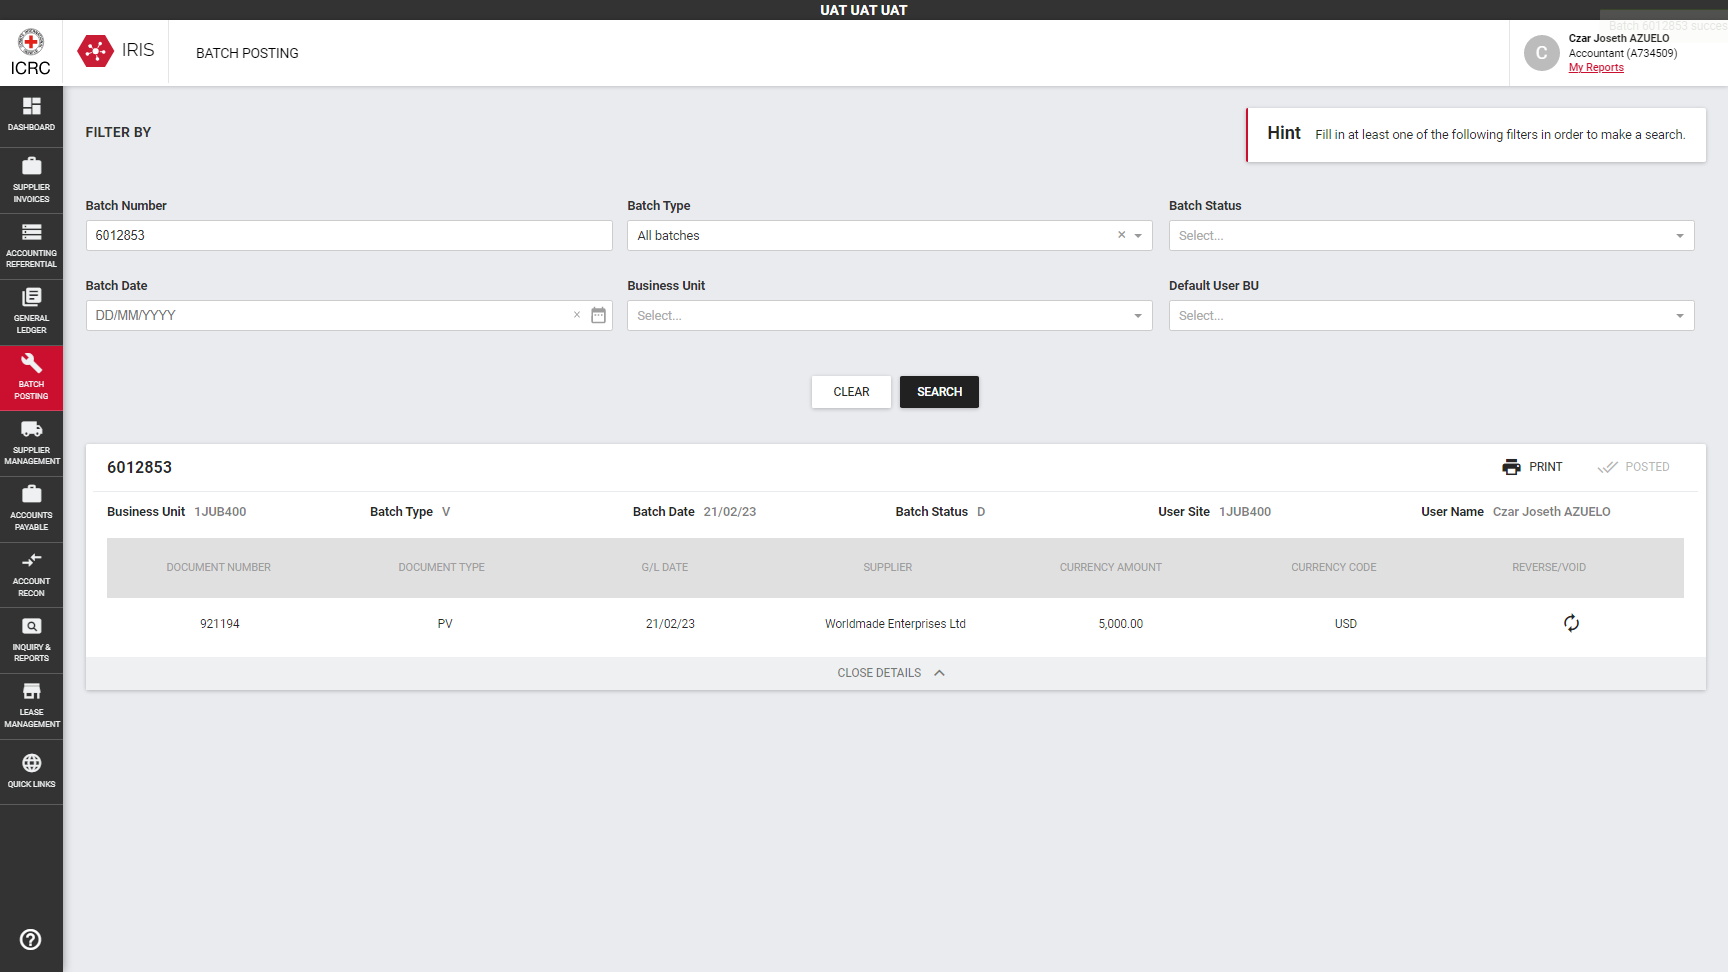 UAT UAT UAT
Batch 6012853 succes
ICRC
IRIS
BATCH POSTING
C
Czar Joseth AZUELO
Accountant (A734509)
My Reports
DASHBOARD
SUPPLIER
INVOICES
ACCOUNTING
REFERENTIAL
GENERAL
LEDGER
BATCH
POSTING
SUPPLIER
MANAGEMENT
ACCOUNTS
PAYABLE
ACCOUNT
RECON
INQUIRY &
REPORTS
LEASE
MANAGEMENT
QUICK LINKS
FILTER BY
Hint Fill in at least one of the following filters in order to make a search.
Batch Number Batch Type Batch Status
6012853 All batches Select...
Batch Date Business Unit Default User BU
DD/MM/YYYY Select... Select...
CLEAR SEARCH
6012853 PRINT POSTED
Business Unit 1JUB400 Batch Type V Batch Date 21/02/23 Batch Status D User Site 1JUB400 User Name Czar Joseth AZUELO
DOCUMENT NUMBER DOCUMENT TYPE G/L DATE SUPPLIER CURRENCY AMOUNT CURRENCY CODE REVERSE/VOID
921194 PV 21/02/23 Worldmade Enterprises Ltd 5,000.00 USD
CLOSE DETAILS